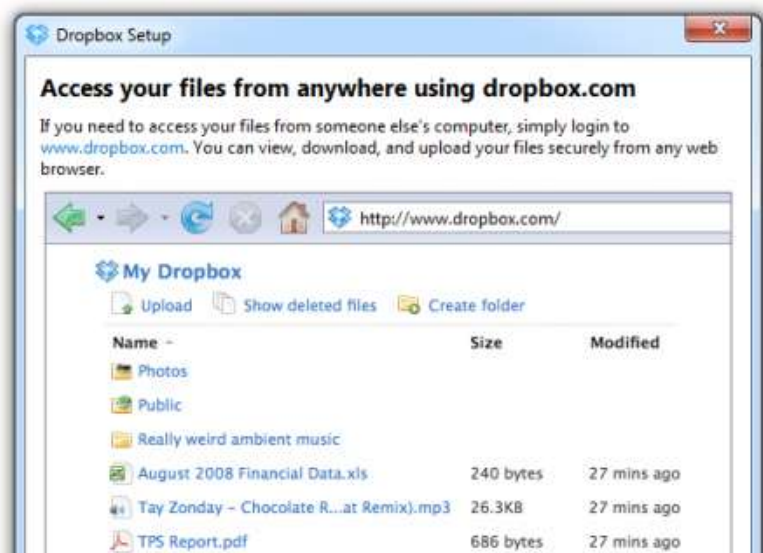 Dropbox Setup
Access your files from anywhere using dropbox.com
If you need to access your files from someone else's computer, simply login to
www.dropbox.com. You can view, download, and upload your files securely from any web
browser.
http://www.dropbox.com/
My Dropbox
Upload Show deleted files Create folder
Name Size Modified
Photos
Public
Really weird ambient music
August 2008 Financial Data.xls 240 bytes 27 mins ago
Tay Zonday – Chocolate R...at Remix).mp3 26.3KB 27 mins ago
TPS Report.pdf 686 bytes 27 mins ago